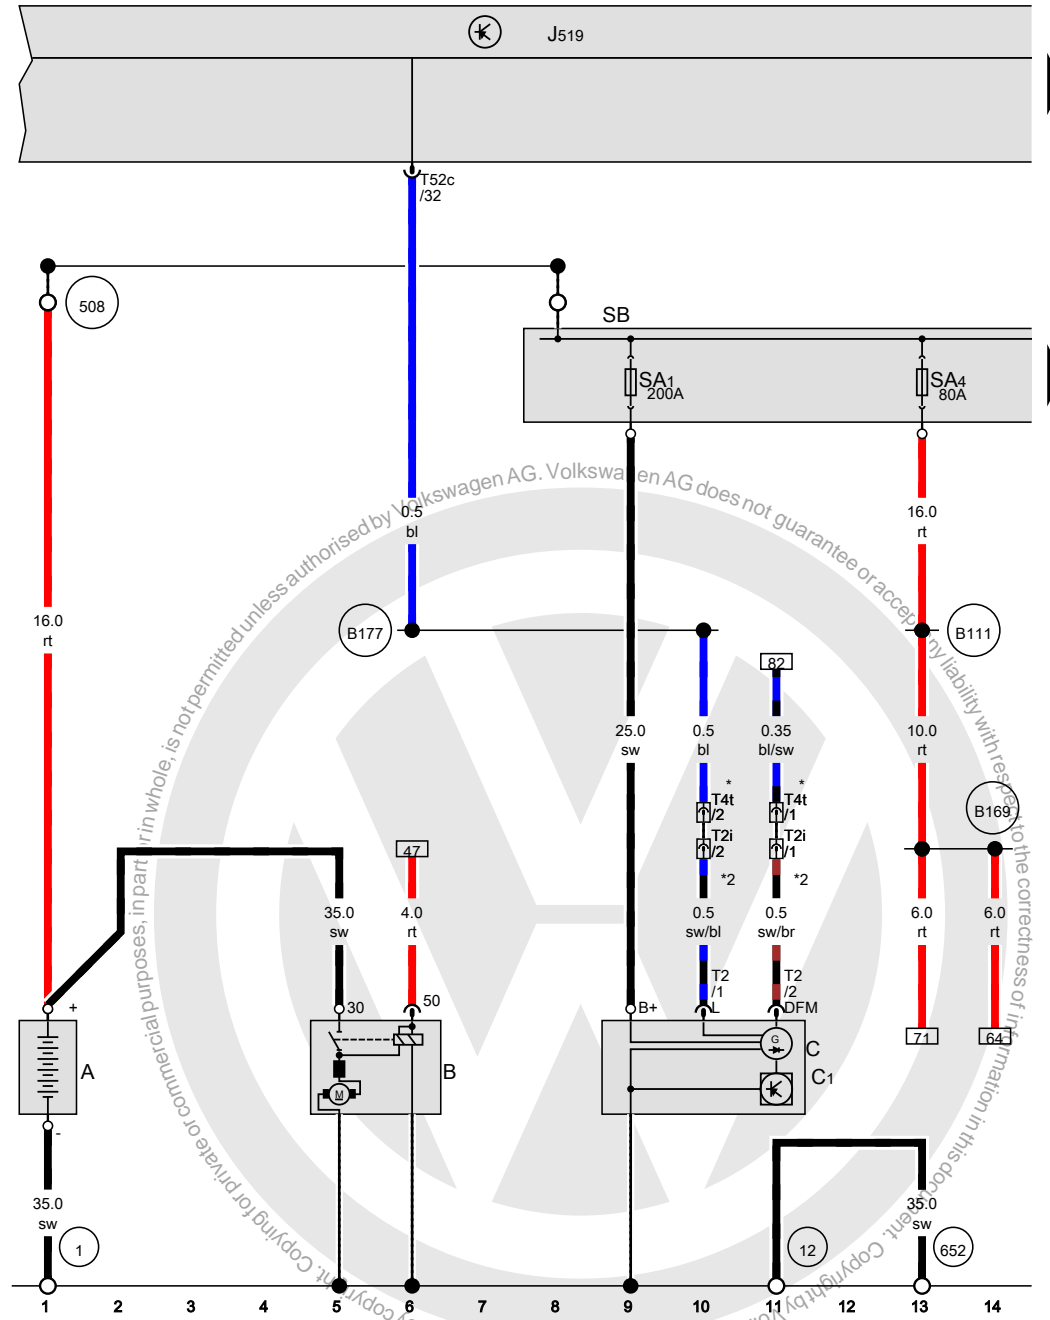 J519
T52c
/32
508
SB
SA1
200A
SA4
80A
0.5
bl
16.0
rt
16.0
rt
B177
B111
82
25.0
sw
0.5
bl
0.35
bl/sw
10.0
rt
*
*
T4t
/2
T4t
/1
B169
T2i
/2
T2i
/1
47
*2
*2
35.0
sw
4.0
rt
0.5
sw/bl
0.5
sw/br
6.0
rt
6.0
rt
T2
/1
T2
/2
+
30
50
B+
L
DFM
71
64
A
M
B
G
C
C1
-
35.0
sw
1
12
35.0
sw
652
1 2 3 4 5 6 7 8 9 10 11 12 13 14
commercial purposes, in part or in whole, is not permitted unless authorised by Volkswagen AG. Volkswagen AG does not guarantee or accept any liability with respect to the correctness of information in this document. Copyright by
Copying for private or